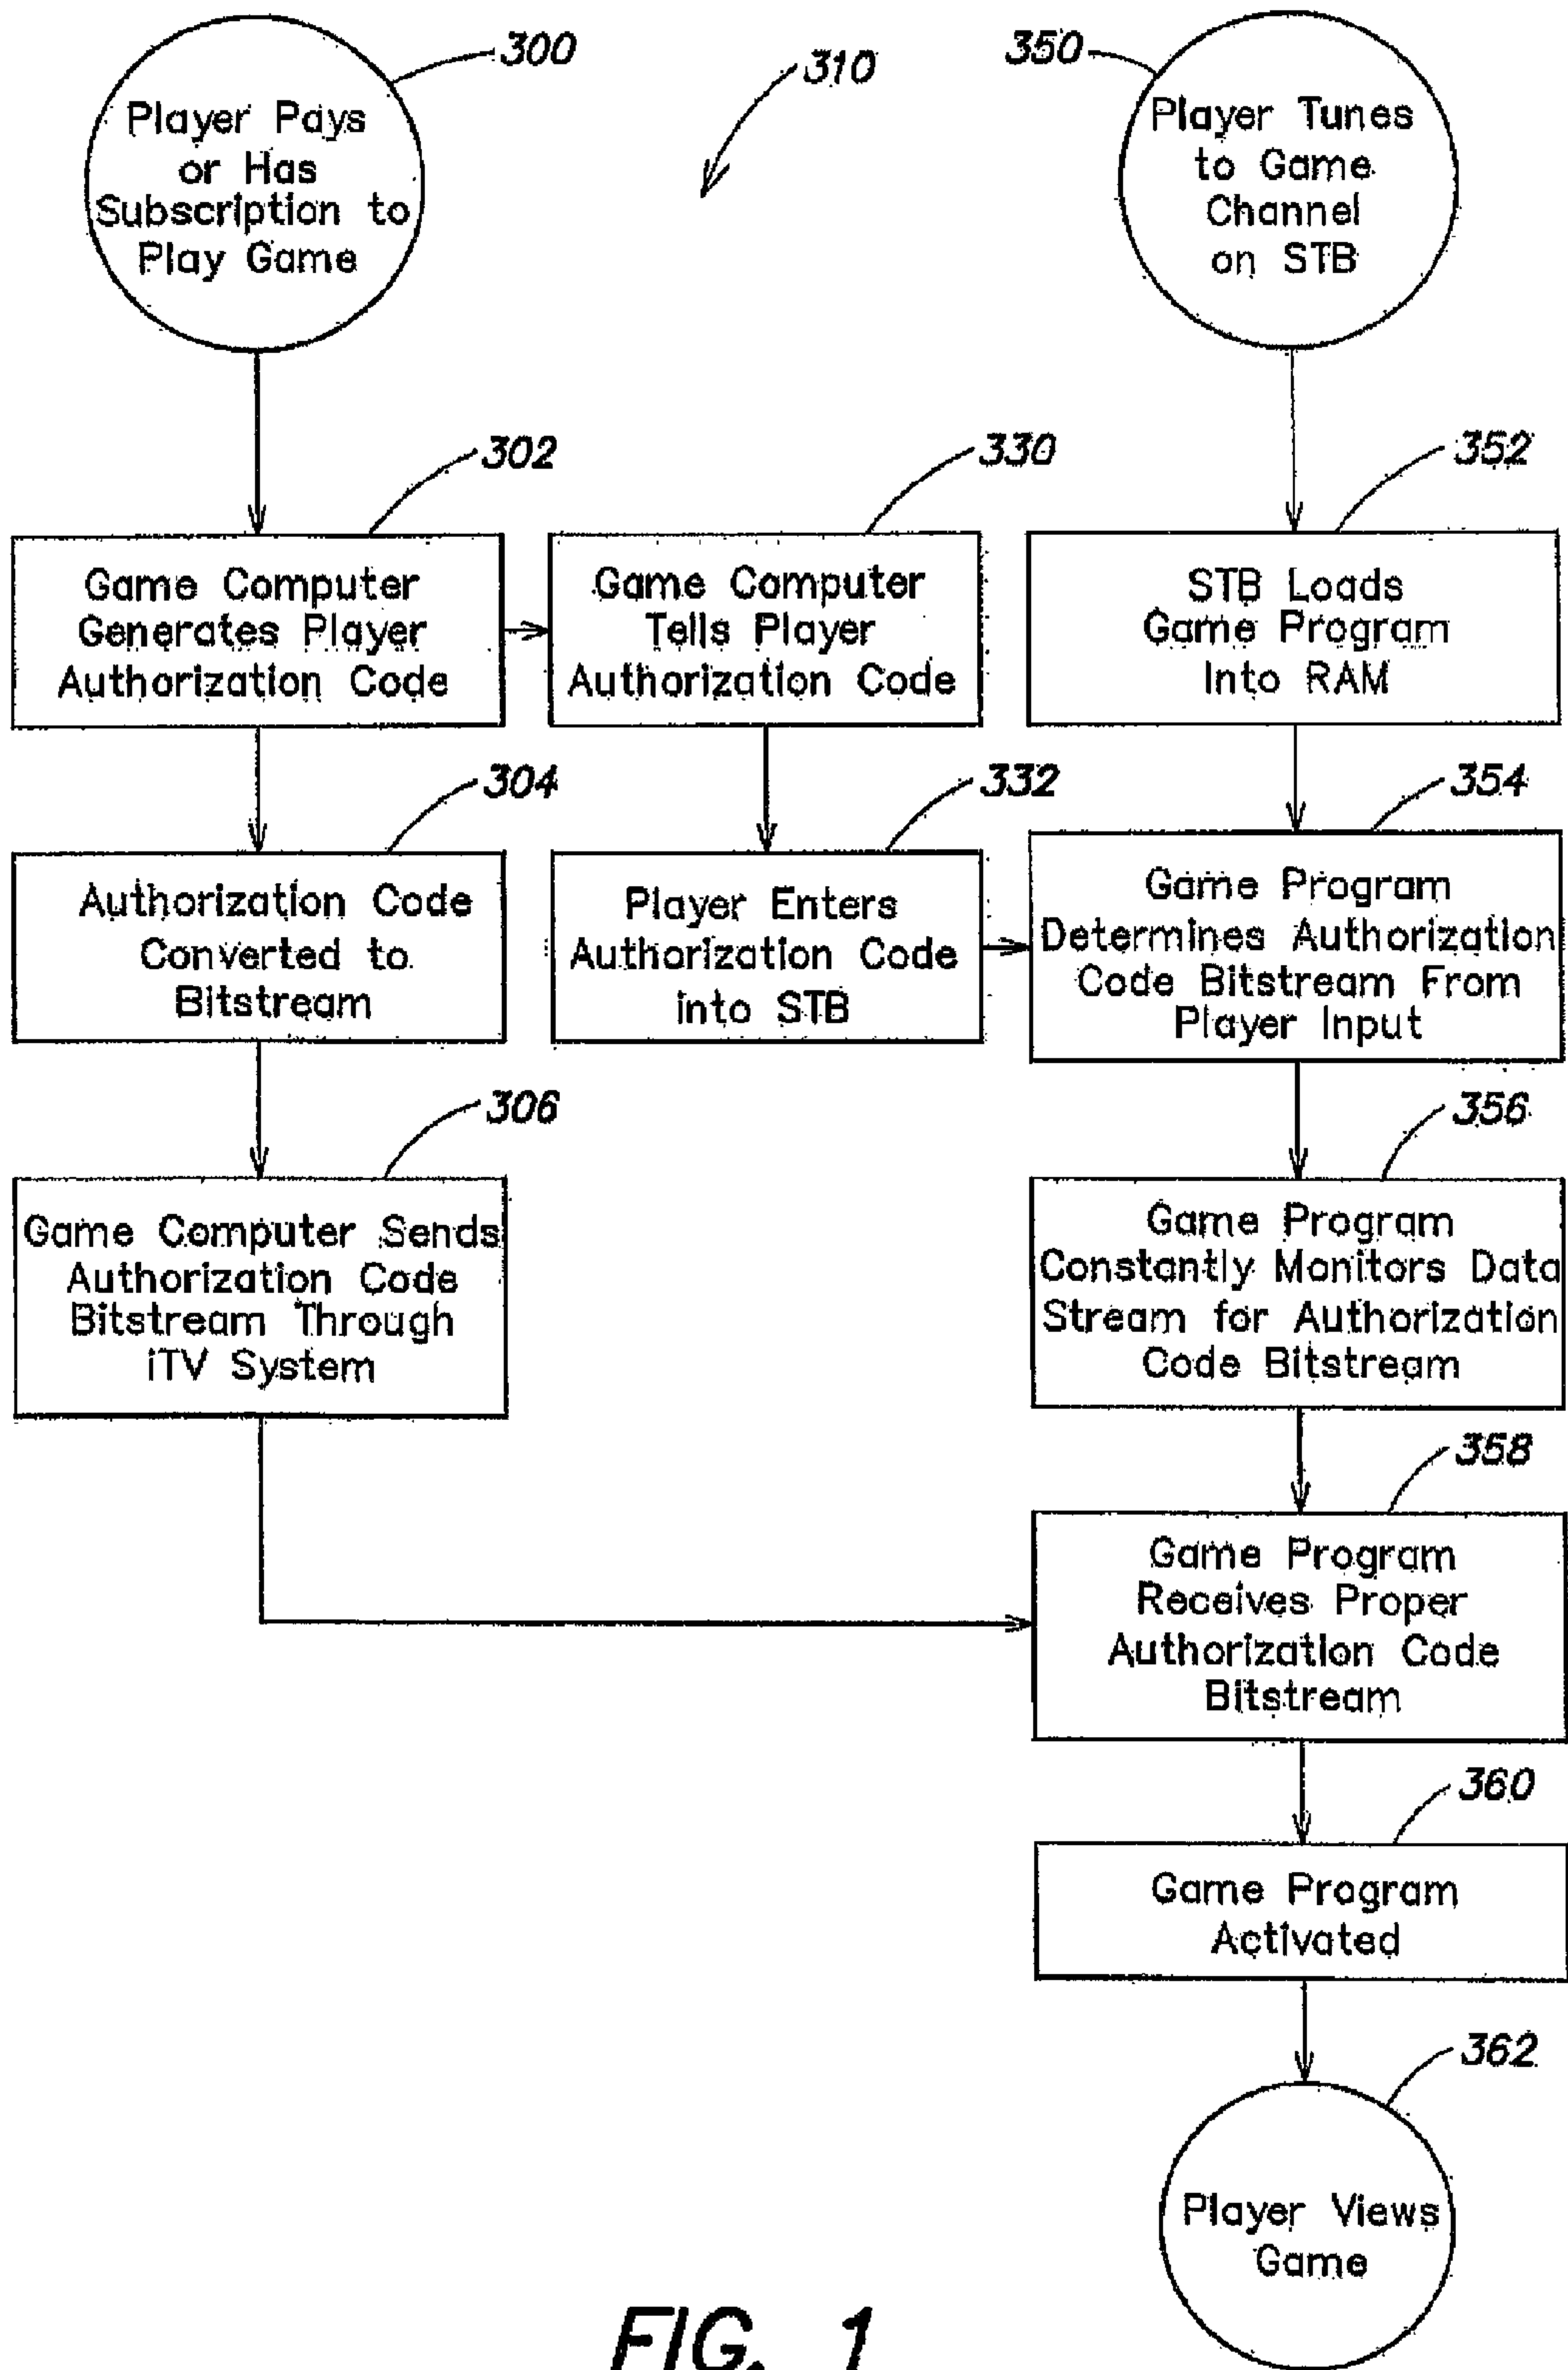 300
Player Pays
or Has
Subscription to
Play Game
310
350
Player Tunes
to Game
Channel
on STB
302
Game Computer
Generates Player
Authorization Code
330
Game Computer
Tells Player
Authorization Code
352
STB Loads
Game Program
Into RAM
304
Authorization Code
Converted to
Bitstream
332
Player Enters
Authorization Code
into STB
354
Game Program
Determines Authorization
Code Bitstream From
Player Input
306
Game Computer Sends
Authorization Code
Bitstream Through
iTV System
356
Game Program
Constantly Monitors Data
Stream for Authorization
Code Bitstream
358
Game Program
Receives Proper
Authorization Code
Bitstream
360
Game Program
Activated
362
Player Views
Game
FIG. 1